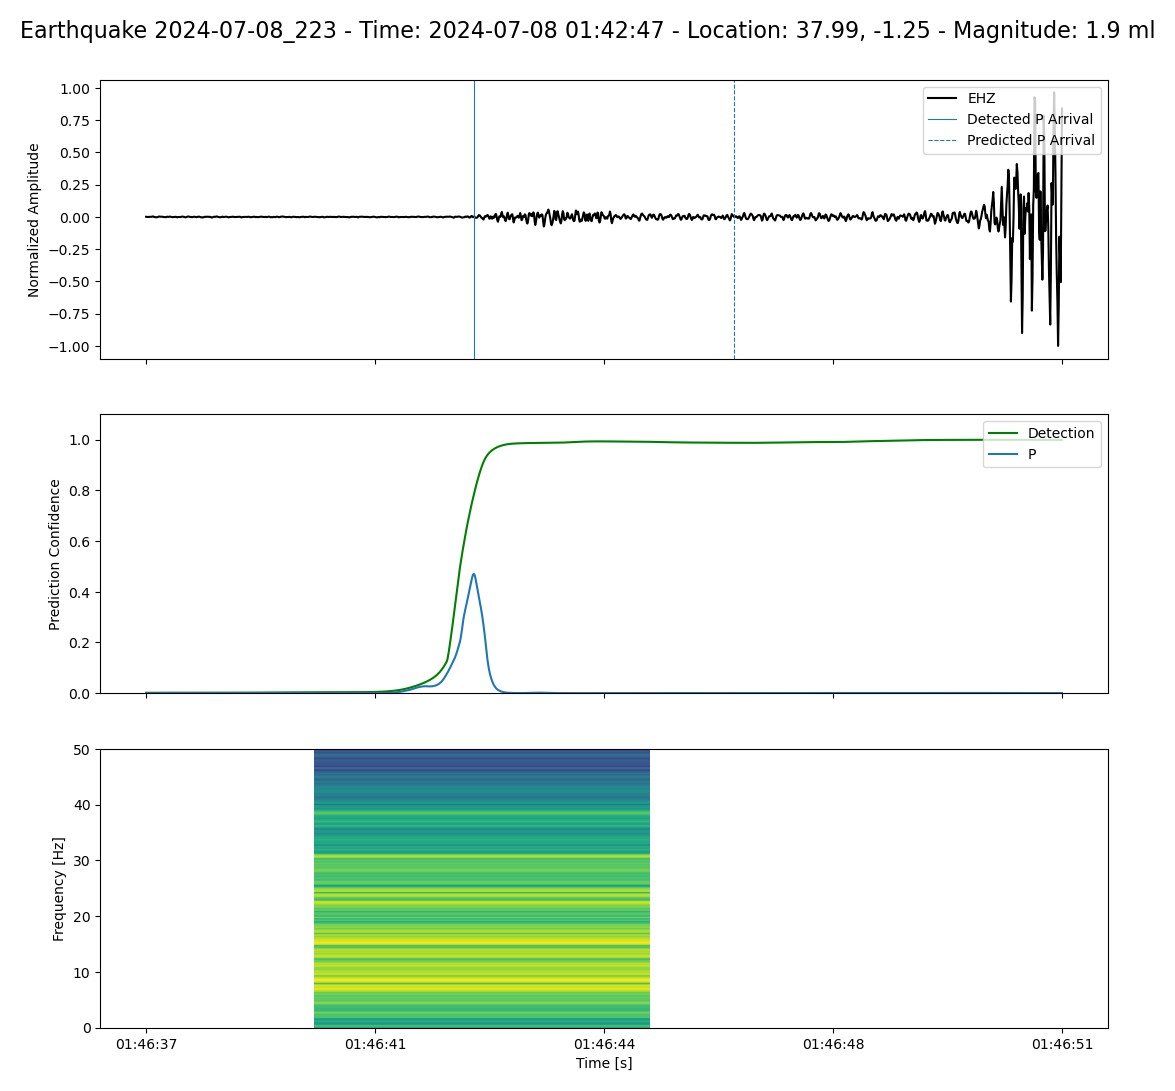 Earthquake 2024-07-08_223 - Time: 2024-07-08 01:42:47 - Location: 37.99, -1.25 - Magnitude: 1.9 ml
Normalized Amplitude
1.00
0.75
0.50
0.25
0.00
−0.25
−0.50
−0.75
−1.00
EHZ
Detected P Arrival
Predicted P Arrival
Prediction Confidence
1.0
0.8
0.6
0.4
0.2
0.0
Detection
P
Frequency [Hz]
50
40
30
20
10
0
01:46:37 01:46:41 01:46:44 01:46:48 01:46:51
Time [s]